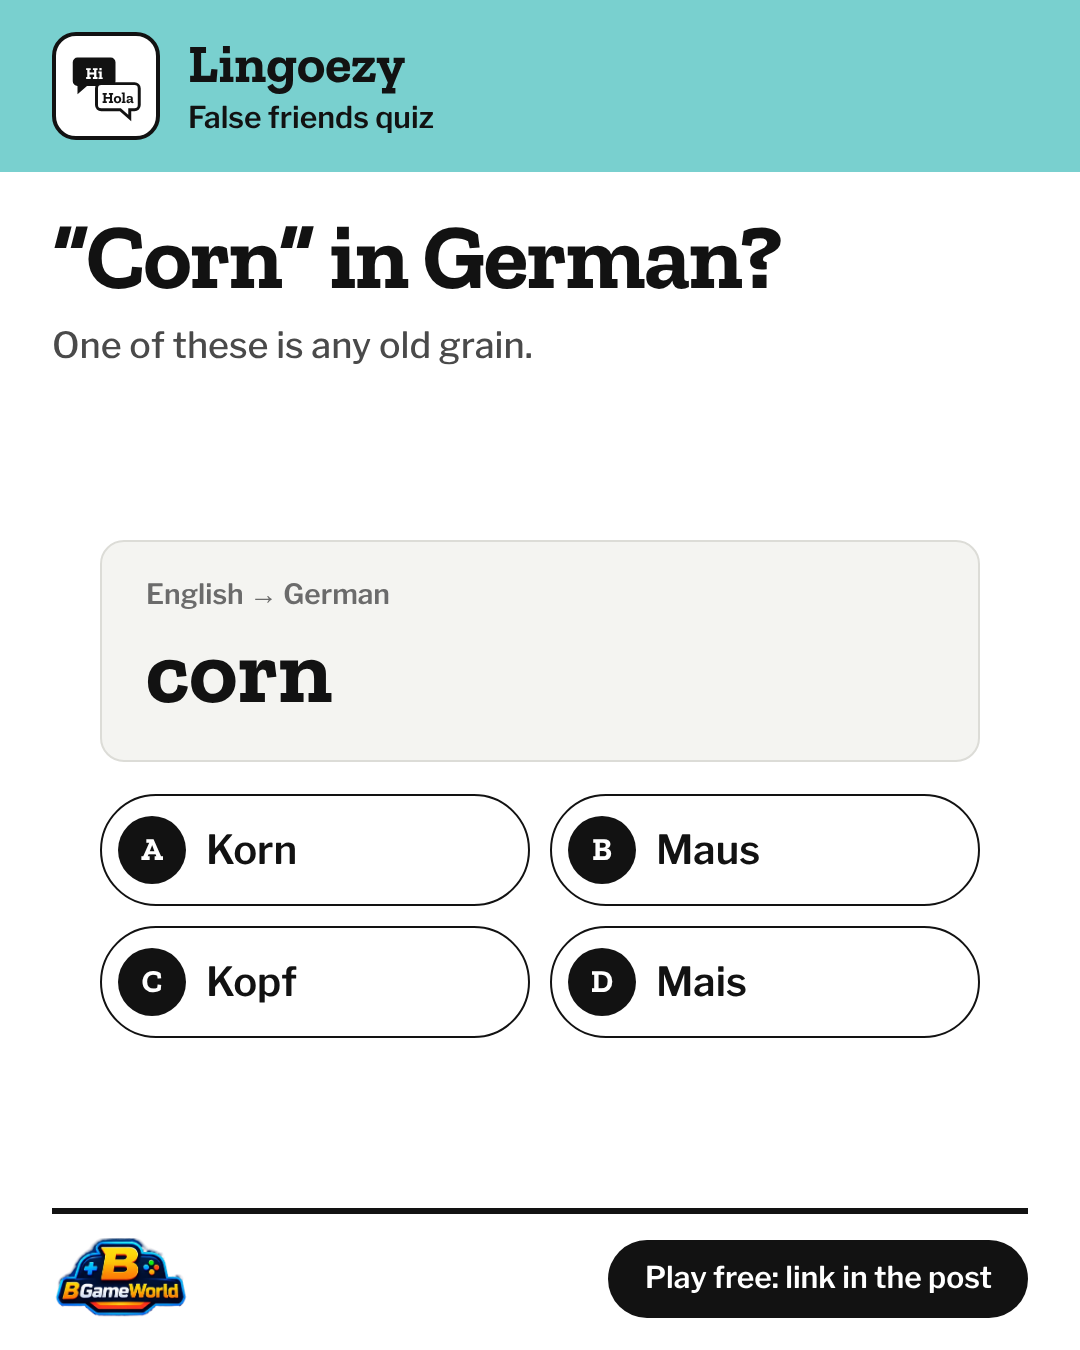 Hi
Hola
Lingoezy
False friends quiz
"Corn" in German?
One of these is any old grain.
English → German
corn
A Korn
B Maus
C Kopf
D Mais
B
BGameWorld
Play free: link in the post